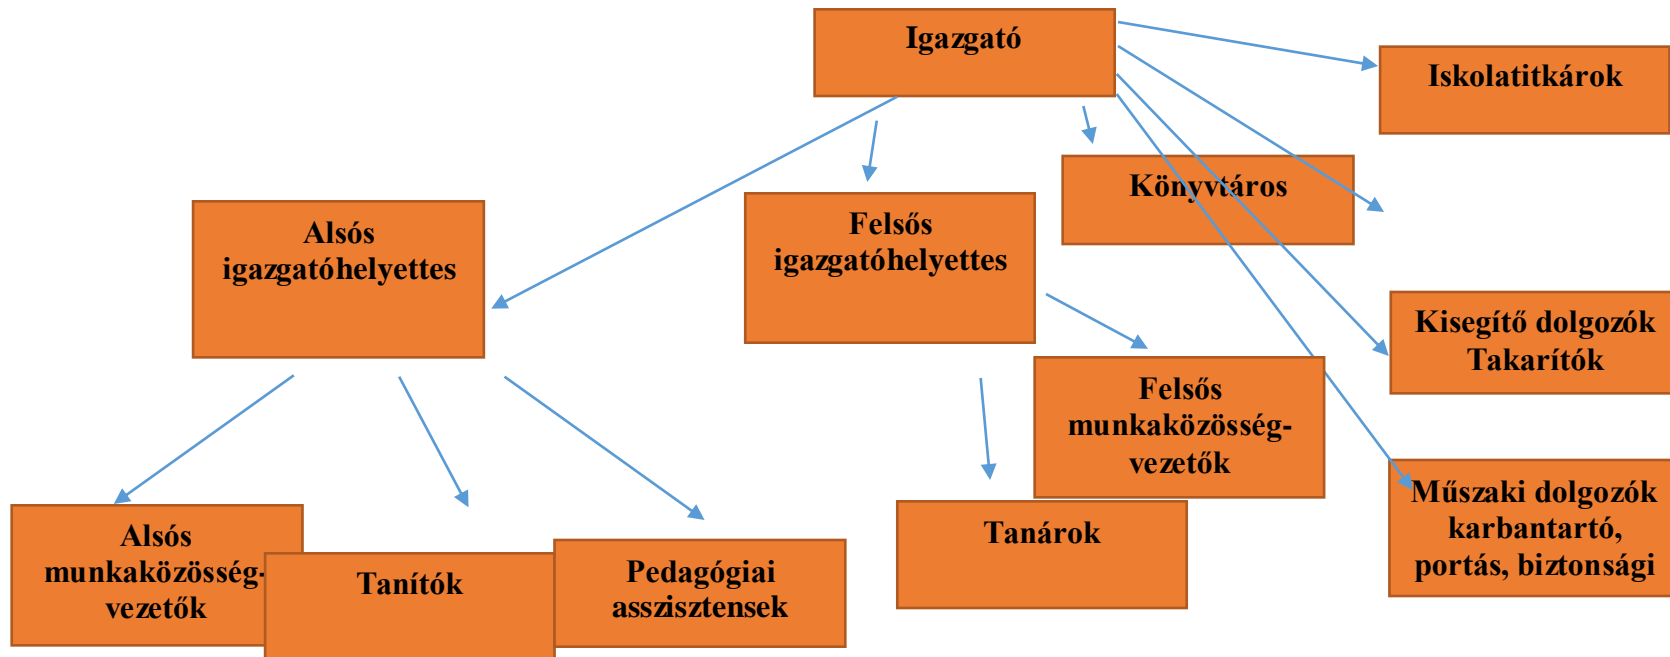 Igazgató
Iskolatitkárok
Könyvtáros
Alsós
igazgatóhelyettes
Felsős
igazgatóhelyettes
Kisegítő dolgozók
Takarítók
Felsős
munkaközösség-
vezetők
Műszaki dolgozók
karbantartó,
portás, biztonsági
Alsós
munkaközösség-
vezetők
Tanítók
Pedagógiai
asszisztensek
Tanárok